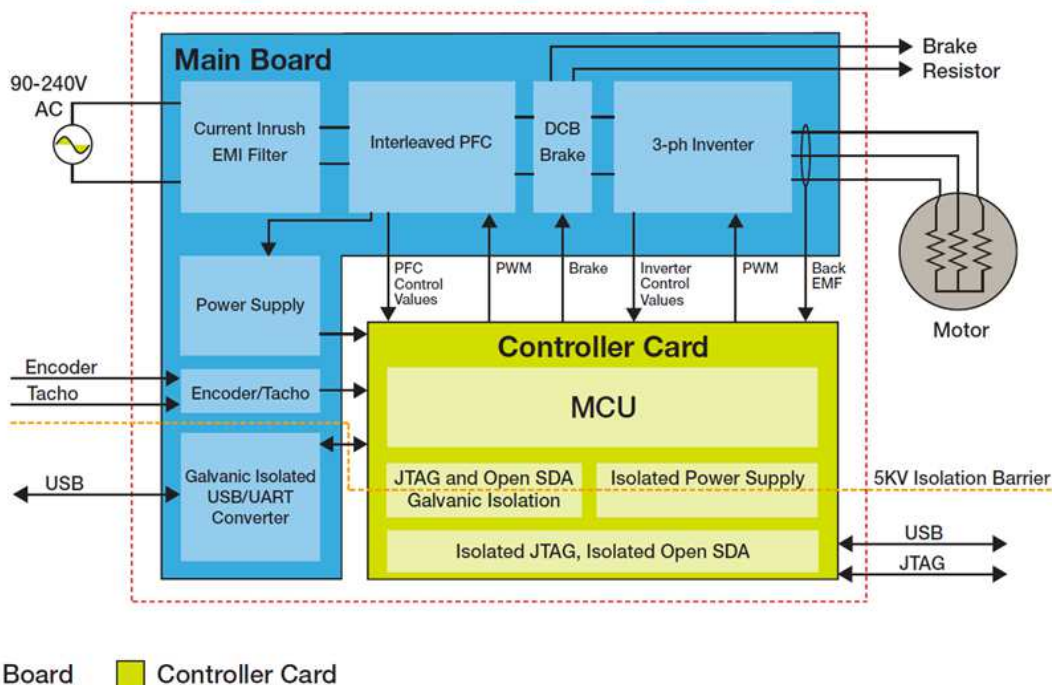 Main Board
90-240V
AC
Current Inrush
EMI Filter
Interleaved PFC
DCB
Brake
3-ph Inventer
Brake
Resistor
PFC
Control
Values
PWM
Brake
Inverter
Control
Values
PWM
Back
EMF
Motor
Power Supply
Encoder
Tacho
Encoder/Tacho
Controller Card
MCU
USB
Galvanic Isolated
USB/UART
Converter
JTAG and Open SDA
Galvanic Isolation
Isolated Power Supply
5KV Isolation Barrier
Isolated JTAG, Isolated Open SDA
USB
JTAG
Board
Controller Card